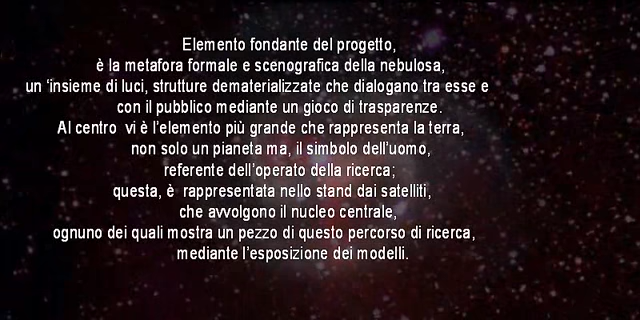 Elemento fondante del progetto,
è la metafora formale e scenografica della nebulosa,
un ‘insieme di luci, strutture dematerializzate che dialogano tra esse e
con il pubblico mediante un gioco di trasparenze.
Al centro vi è l’elemento più grande che rappresenta la terra,
non solo un pianeta ma, il simbolo dell’uomo,
referente dell’operato della ricerca;
questa, è rappresentata nello stand dai satelliti,
che avvolgono il nucleo centrale,
ognuno dei quali mostra un pezzo di questo percorso di ricerca,
mediante l’esposizione dei modelli.